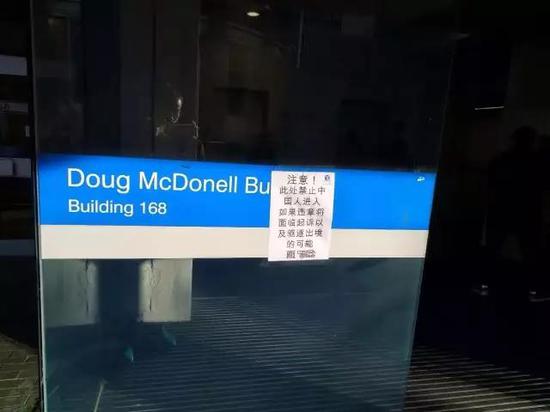 Doug McDonell Bu
Building 168
注意！
此处禁止中
国人进入
如果违章将
面临起诉以
及驱逐出境
的可能